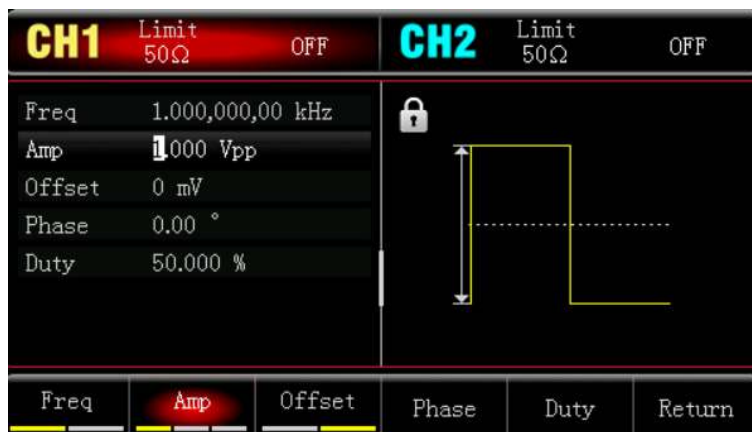 CH1 Limit 50Ω OFF CH2 Limit 50Ω OFF
Freq 1.000,000,00 kHz
Amp 1.000 Vpp
Offset 0 mV
Phase 0.00 °
Duty 50.000 %
Freq Amp Offset Phase Duty Return